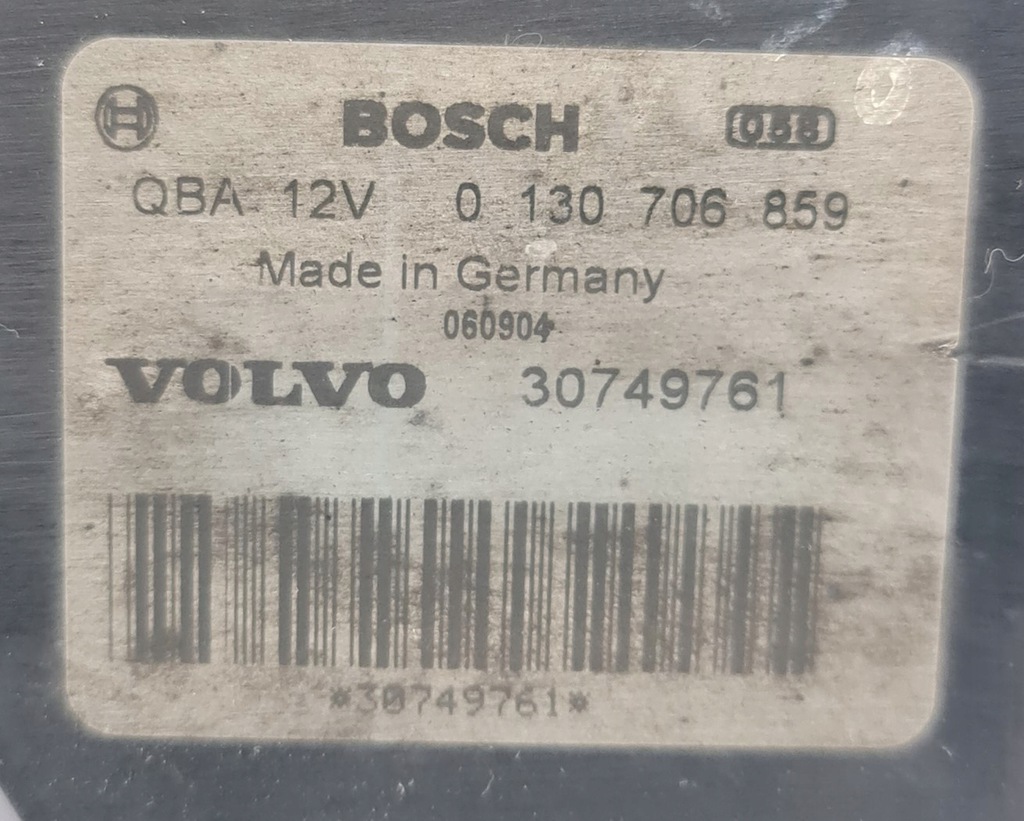 BOSCH 058
QBA 12V 0 130 706 859
Made in Germany
060904
VOLVO 30749761
*30749761*